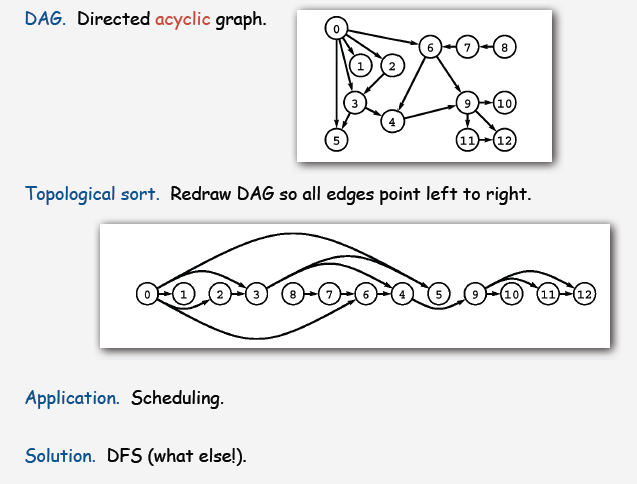 DAG. Directed acyclic graph.
0
6 7 8
1 2
3 9 10
4
5 11 12
Topological sort. Redraw DAG so all edges point left to right.
0 1 2 3 8 7 6 4 5 9 10 11 12
Application. Scheduling.
Solution. DFS (what else!).